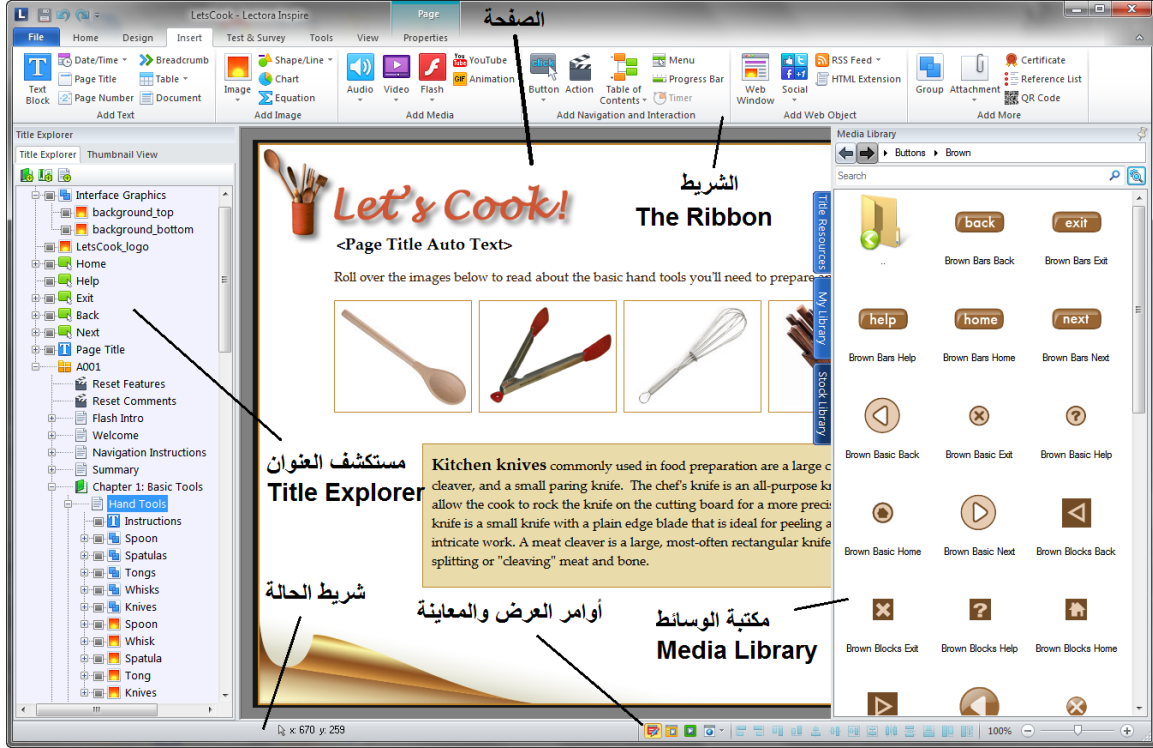 LetsCook - Lectora Inspire
Page
الصفحة
File Home Design Insert Test & Survey Tools View Properties
Text Block
Date/Time
Page Title
Page Number
Breadcrumb
Table
Document
Add Text
Image
Shape/Line
Chart
Equation
Add Image
Audio
Video
Flash
YouTube
GIF Animation
Add Media
Button
Action
Table of Contents
Menu
Progress Bar
Timer
Add Navigation and Interaction
Web Window
Social
RSS Feed
HTML Extension
Add Web Object
Group
Attachment
Certificate
Reference List
QR Code
Add More
Title Explorer
Title Explorer Thumbnail View
Interface Graphics
background_top
background_bottom
LetsCook_logo
Home
Help
Exit
Back
Next
Page Title
A001
Reset Features
Reset Comments
Flash Intro
Welcome
Navigation Instructions
Summary
Chapter 1: Basic Tools
Hand Tools
Instructions
Spoon
Spatulas
Tongs
Whisks
Knives
Spoon
Whisk
Spatula
Tong
Knives
Let's Cook!
<Page Title Auto Text>
الشريط
The Ribbon
Roll over the images below to read about the basic hand tools you'll need to prepare
مستكشف العنوان
Title Explorer
Kitchen knives commonly used in food preparation are a large c
cleaver, and a small paring knife. The chef's knife is an all-purpose kn
allow the cook to rock the knife on the cutting board for a more precis
knife is a small knife with a plain edge blade that is ideal for peeling a
intricate work. A meat cleaver is a large, most-often rectangular knife
splitting or "cleaving" meat and bone.
شريط الحالة
أوامر العرض والمعاينة
مكتبة الوسائط
Media Library
Title Resources
My Library
Stock Library
Media Library
Buttons Brown
Search
..
back
Brown Bars Back
exit
Brown Bars Exit
help
Brown Bars Help
home
Brown Bars Home
next
Brown Bars Next
Brown Basic Back
Brown Basic Exit
?
Brown Basic Help
Brown Basic Home
Brown Basic Next
Brown Blocks Back
Brown Blocks Exit
?
Brown Blocks Help
Brown Blocks Home
x: 670 y: 259
100%